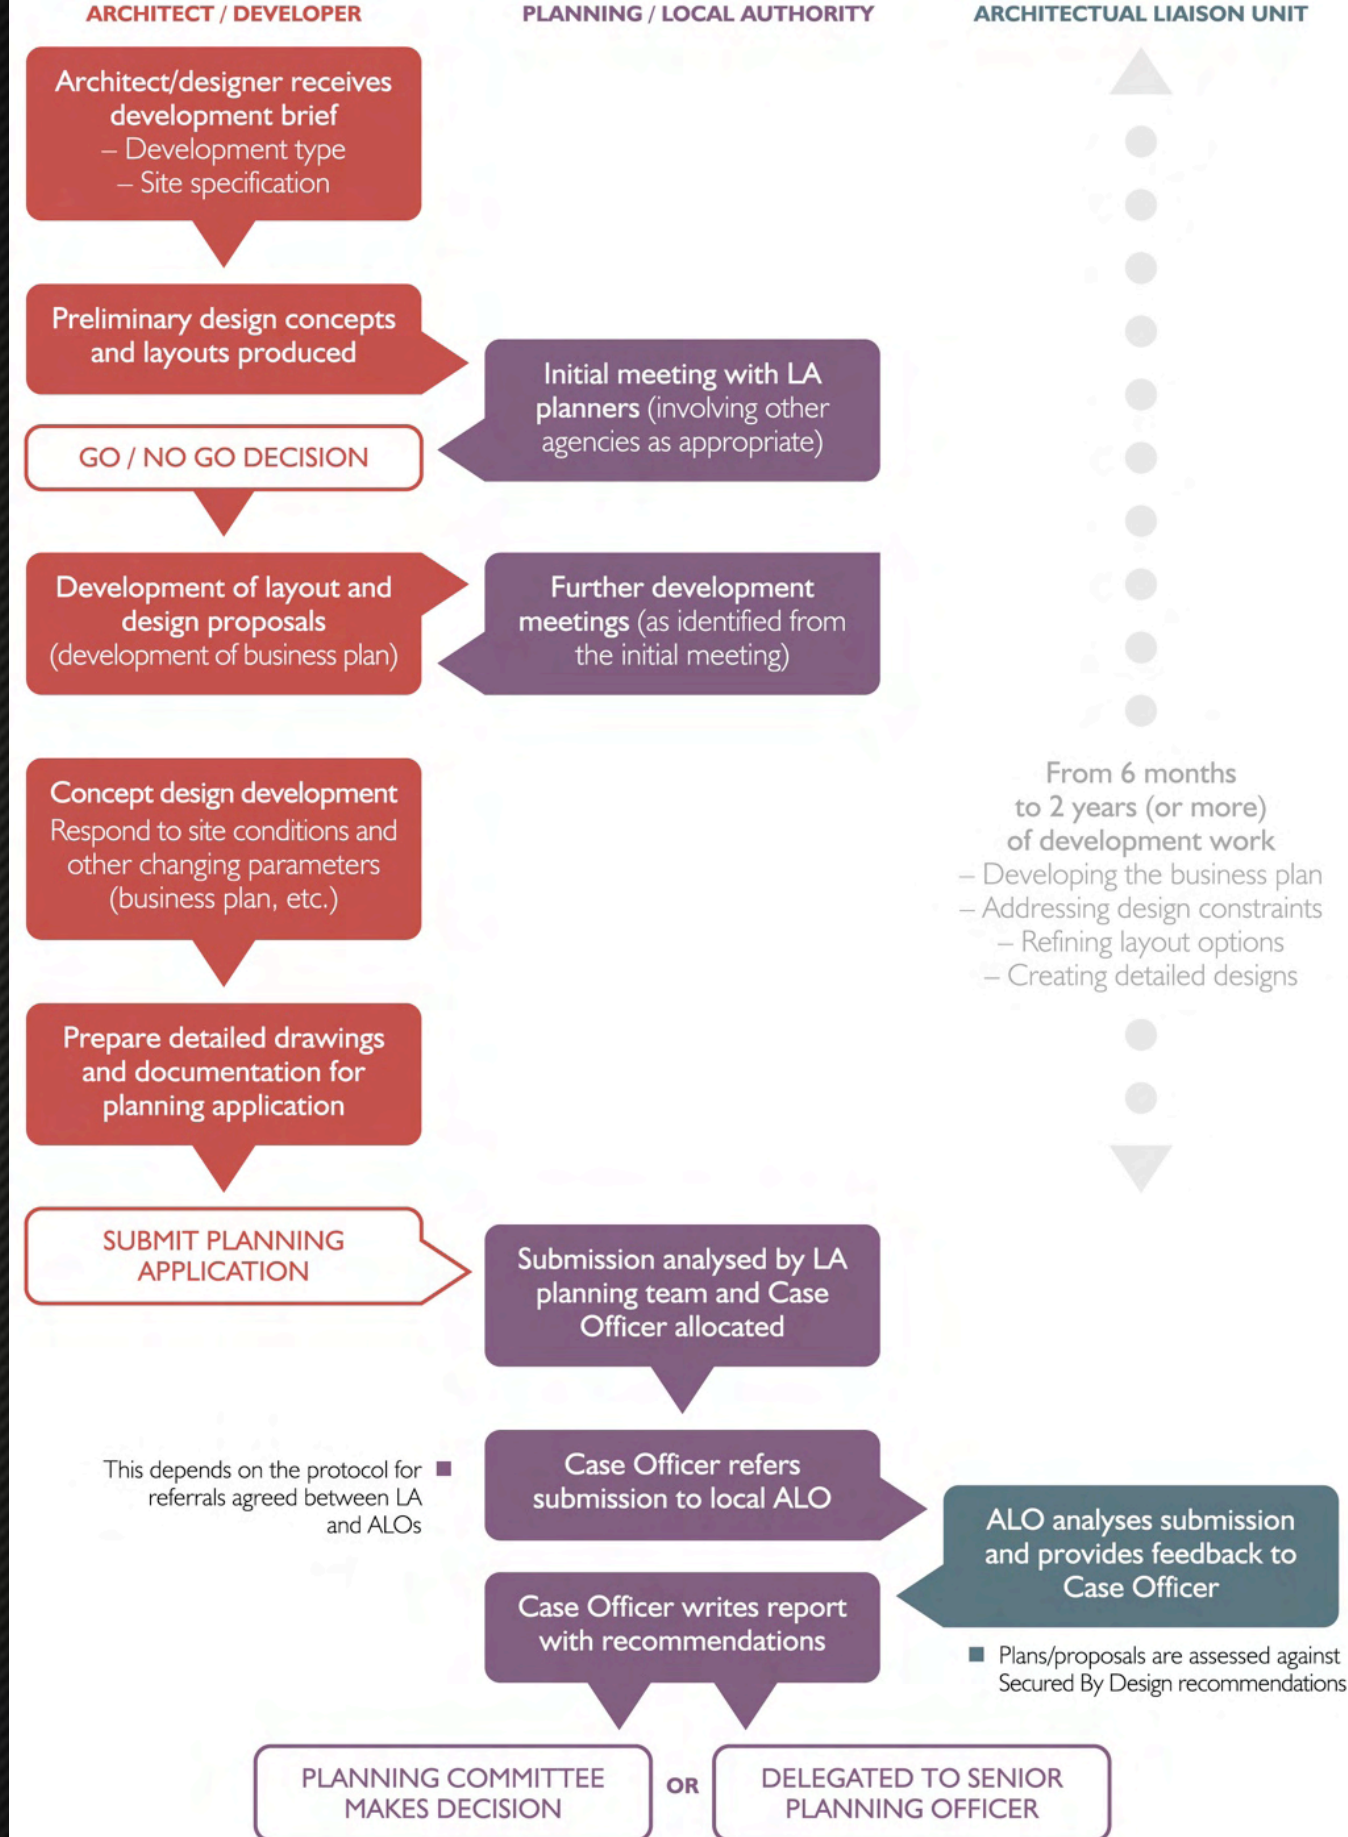 ARCHITECT / DEVELOPER
PLANNING / LOCAL AUTHORITY
ARCHITECTUAL LIAISON UNIT
Architect/designer receives
development brief
– Development type
– Site specification
Preliminary design concepts
and layouts produced
Initial meeting with LA
planners (involving other
agencies as appropriate)
GO / NO GO DECISION
Development of layout and
design proposals
(development of business plan)
Further development
meetings (as identified from
the initial meeting)
Concept design development
Respond to site conditions and
other changing parameters
(business plan, etc.)
From 6 months
to 2 years (or more)
of development work
– Developing the business plan
– Addressing design constraints
– Refining layout options
– Creating detailed designs
Prepare detailed drawings
and documentation for
planning application
SUBMIT PLANNING
APPLICATION
Submission analysed by LA
planning team and Case
Officer allocated
This depends on the protocol for
referrals agreed between LA
and ALOs
Case Officer refers
submission to local ALO
ALO analyses submission
and provides feedback to
Case Officer
Case Officer writes report
with recommendations
Plans/proposals are assessed against
Secured By Design recommendations
PLANNING COMMITTEE
MAKES DECISION
OR
DELEGATED TO SENIOR
PLANNING OFFICER